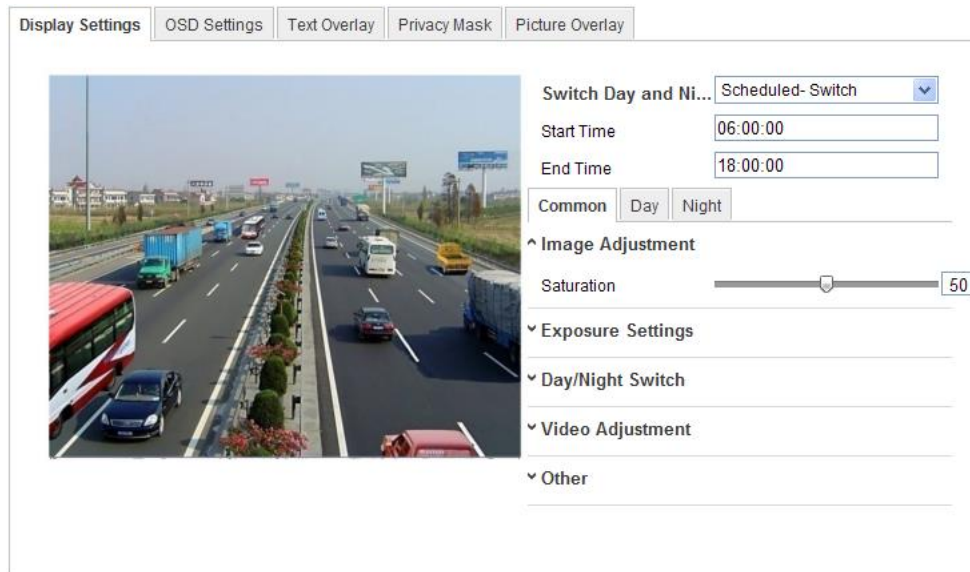 Display Settings
OSD Settings
Text Overlay
Privacy Mask
Picture Overlay
Switch Day and Ni...
Scheduled- Switch
Start Time
06:00:00
End Time
18:00:00
Common
Day
Night
Image Adjustment
Saturation
50
Exposure Settings
Day/Night Switch
Video Adjustment
Other